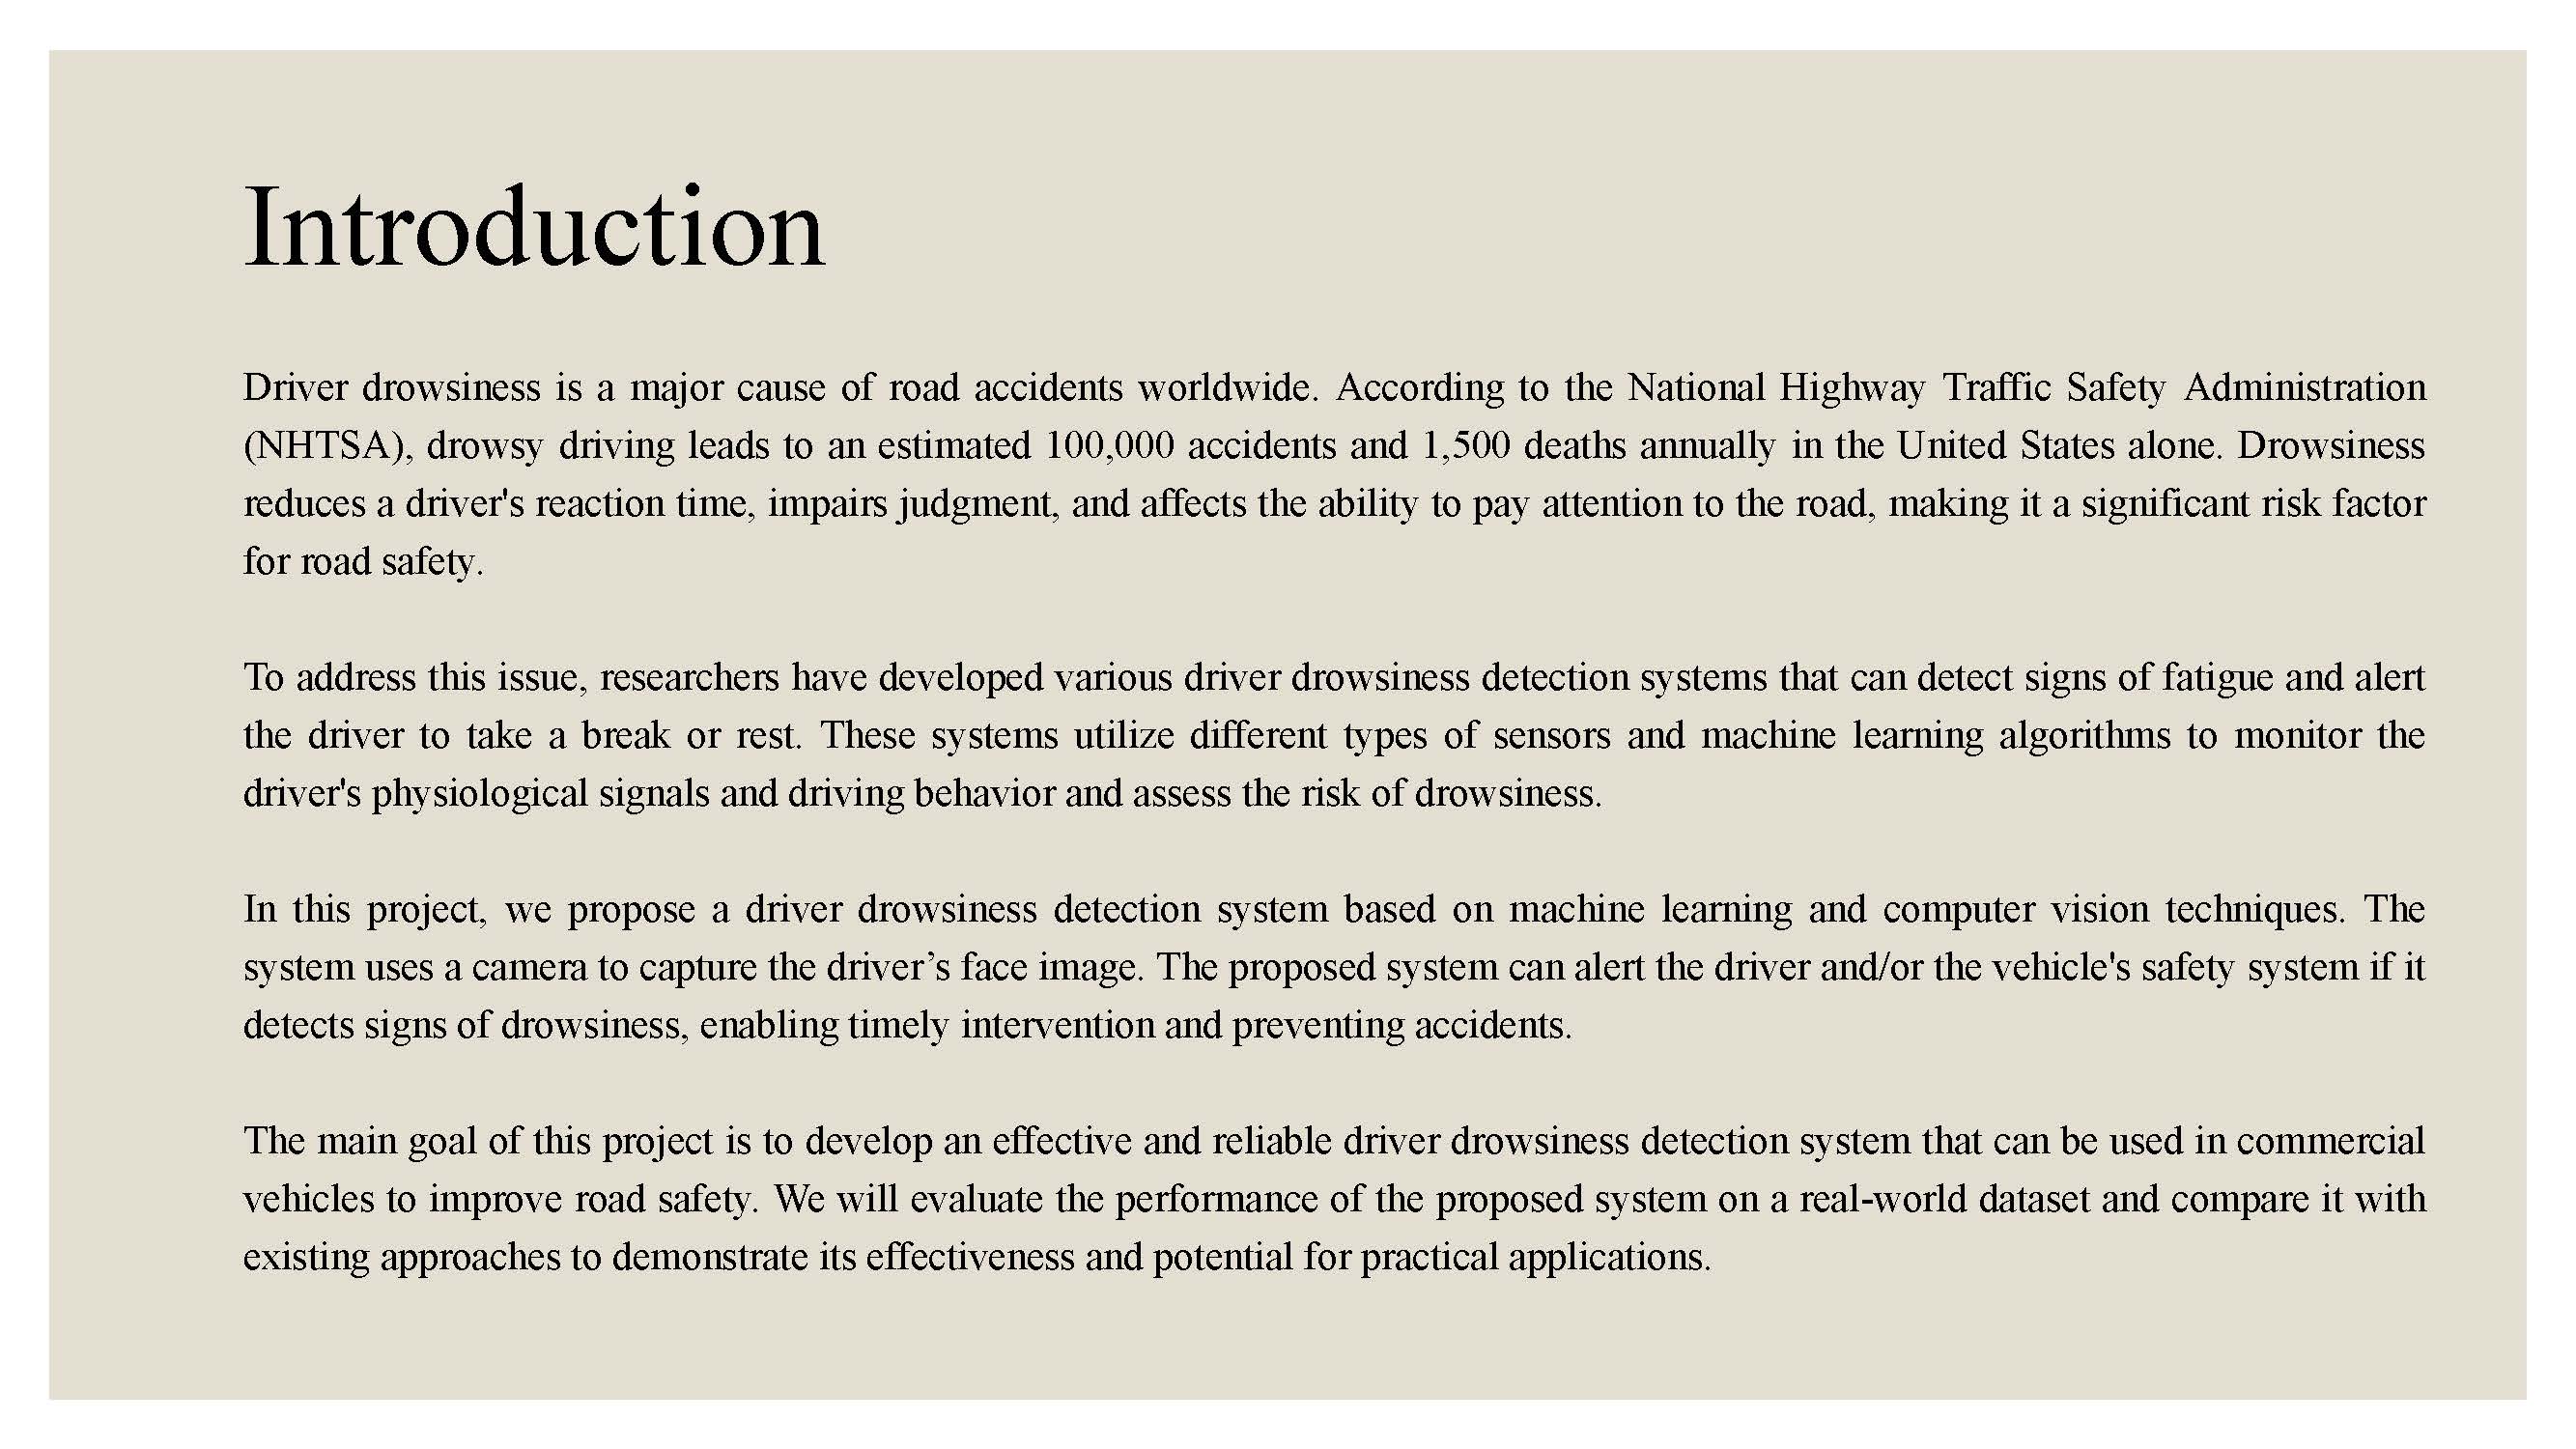 Introduction
Driver drowsiness is a major cause of road accidents worldwide. According to the National Highway Traffic Safety Administration
(NHTSA), drowsy driving leads to an estimated 100,000 accidents and 1,500 deaths annually in the United States alone. Drowsiness
reduces a driver's reaction time, impairs judgment, and affects the ability to pay attention to the road, making it a significant risk factor
for road safety.
To address this issue, researchers have developed various driver drowsiness detection systems that can detect signs of fatigue and alert
the driver to take a break or rest. These systems utilize different types of sensors and machine learning algorithms to monitor the
driver's physiological signals and driving behavior and assess the risk of drowsiness.
In this project, we propose a driver drowsiness detection system based on machine learning and computer vision techniques. The
system uses a camera to capture the driver’s face image. The proposed system can alert the driver and/or the vehicle's safety system if it
detects signs of drowsiness, enabling timely intervention and preventing accidents.
The main goal of this project is to develop an effective and reliable driver drowsiness detection system that can be used in commercial
vehicles to improve road safety. We will evaluate the performance of the proposed system on a real-world dataset and compare it with
existing approaches to demonstrate its effectiveness and potential for practical applications.